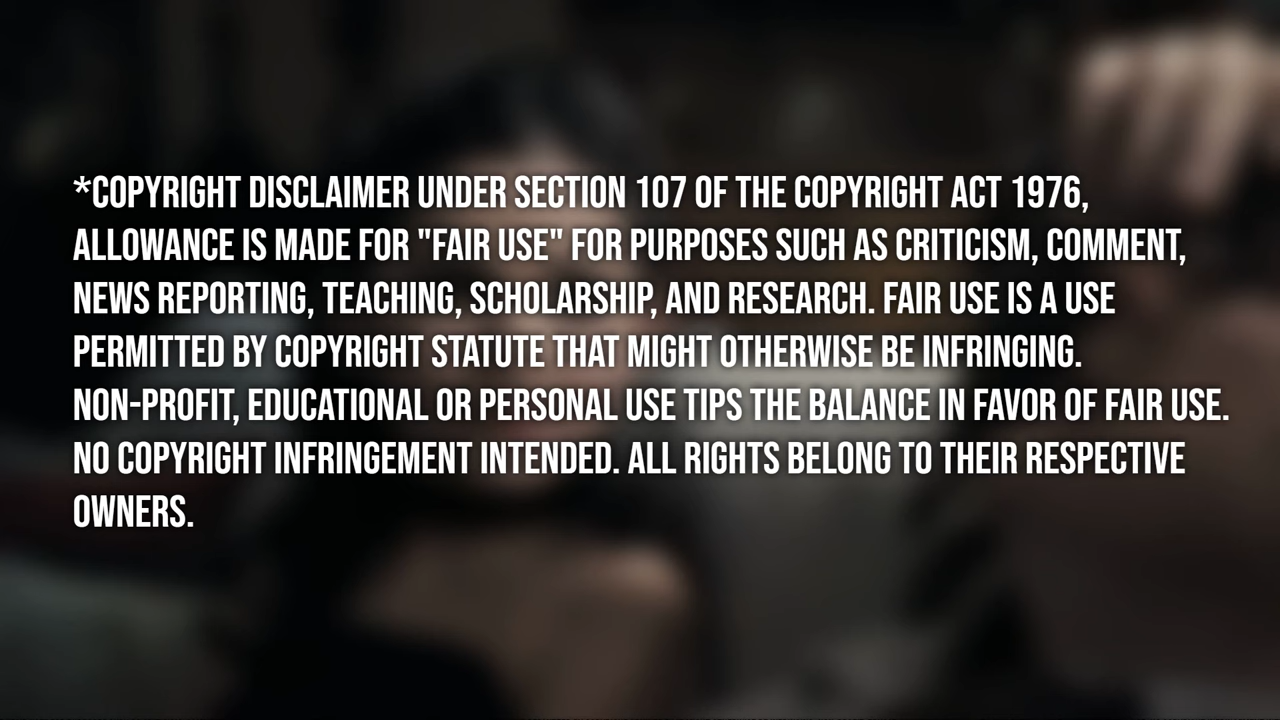 *COPYRIGHT DISCLAIMER UNDER SECTION 107 OF THE COPYRIGHT ACT 1976,
ALLOWANCE IS MADE FOR "FAIR USE" FOR PURPOSES SUCH AS CRITICISM, COMMENT,
NEWS REPORTING, TEACHING, SCHOLARSHIP, AND RESEARCH. FAIR USE IS A USE
PERMITTED BY COPYRIGHT STATUTE THAT MIGHT OTHERWISE BE INFRINGING.
NON-PROFIT, EDUCATIONAL OR PERSONAL USE TIPS THE BALANCE IN FAVOR OF FAIR USE.
NO COPYRIGHT INFRINGEMENT INTENDED. ALL RIGHTS BELONG TO THEIR RESPECTIVE
OWNERS.